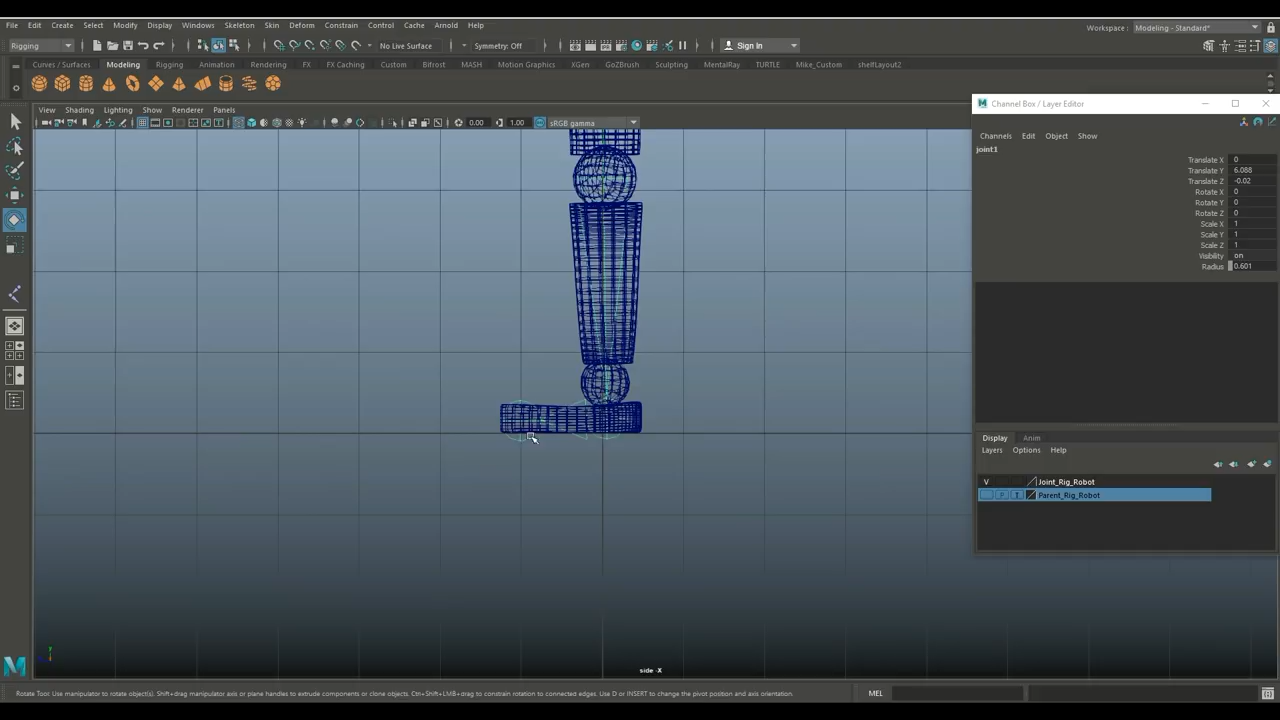 File Edit Create Select Modify Display Windows Skeleton Skin Deform Constrain Control Cache Arnold Help
Workspace: Modeling - Standard*
Rigging No Live Surface Symmetry: Off Sign In
Curves / Surfaces Modeling Rigging Animation Rendering FX FX Caching Custom Bifrost MASH Motion Graphics XGen GoZBrush Sculpting MentalRay TURTLE Mike_Custom shelfLayout2
View Shading Lighting Show Renderer Panels
0.00 1.00 sRGB gamma
Channel Box / Layer Editor
Channels Edit Object Show
joint1
Translate X 0
Translate Y 6.088
Translate Z -0.02
Rotate X 0
Rotate Y 0
Rotate Z 0
Scale X 1
Scale Y 1
Scale Z 1
Visibility on
Radius 0.601
Display Anim
Layers Options Help
V Joint_Rig_Robot
P T Parent_Rig_Robot
y
side -X
Rotate Tool: Use manipulator to rotate object(s). Shift+drag manipulator axis or plane handles to extrude components or clone objects. Ctrl+Shift+LMB+drag to constrain rotation to connected edges. Use D or INSERT to change the pivot position and axis orientation.
MEL